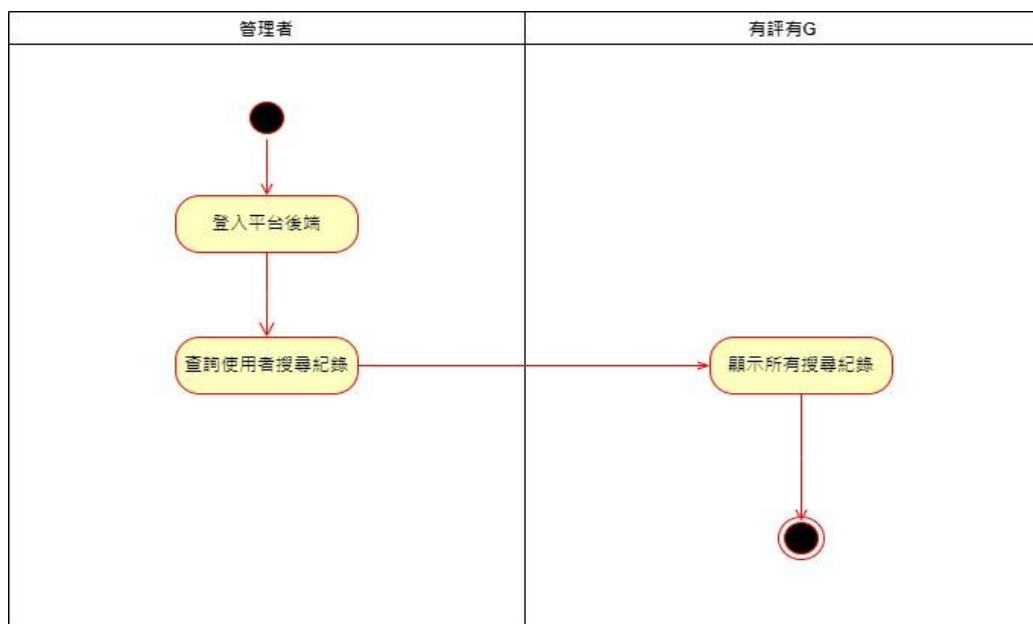 管理者
有評有G
登入平台後端
查詢使用者搜尋紀錄
顯示所有搜尋紀錄